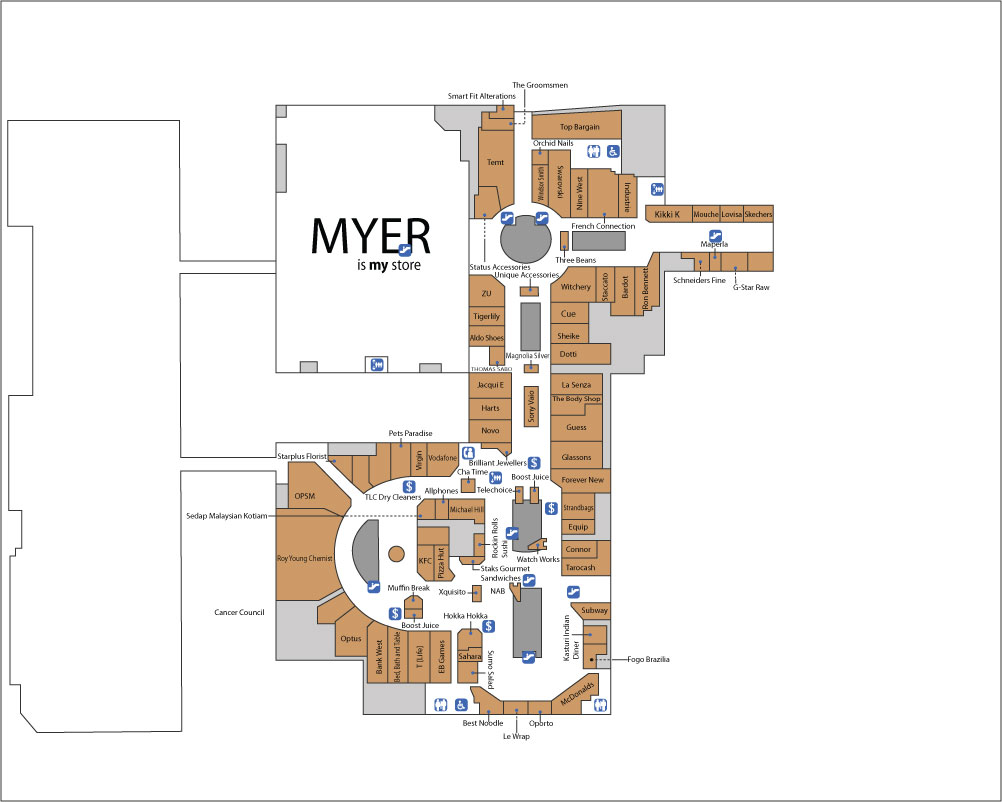 The Groomsmen
Smart Fit Alterations
Top Bargain
Orchid Nails
Temt
Windsor Smith
Swarovski
Nine West
Industrie
Kikki K
Mouche
Lovisa
Skechers
French Connection
MYER
is my store
Maperla
Three Beans
Status Accessories
Unique Accessories
Schneiders Fine
G-Star Raw
ZU
Witchery
Staccato
Bardot
Ron Bennett
Tigerlily
Cue
Aldo Shoes
Sheike
Magnolia Silver
Dotti
THOMAS SABO
Jacqui E
La Senza
The Body Shop
Harts
Sony Vaio
Guess
Novo
Pets Paradise
Starplus Florist
Virgin
Vodafone
Brilliant Jewellers
$
Glassons
Cha Time
Boost Juice
Forever New
$
TLC Dry Cleaners
Allphones
Telechoice
OPSM
Michael Hill
$
Strandbags
Sedap Malaysian Kotiam
Equip
Rockin Rolls
Sushi
Roy Young Chemist
KFC
Pizza Hut
Watch Works
Connor
Staks Gourmet
Sandwiches
Tarocash
Muffin Break
Xquisito
NAB
Cancer Council
$
Boost Juice
Hokka Hokka
$
Subway
Optus
Kasturi Indian
Diner
Bank West
Bed, Bath and Table
T (Life)
EB Games
Sahara
Sumo Salad
Fogo Brazilia
McDonalds
Best Noodle
Oporto
Le Wrap